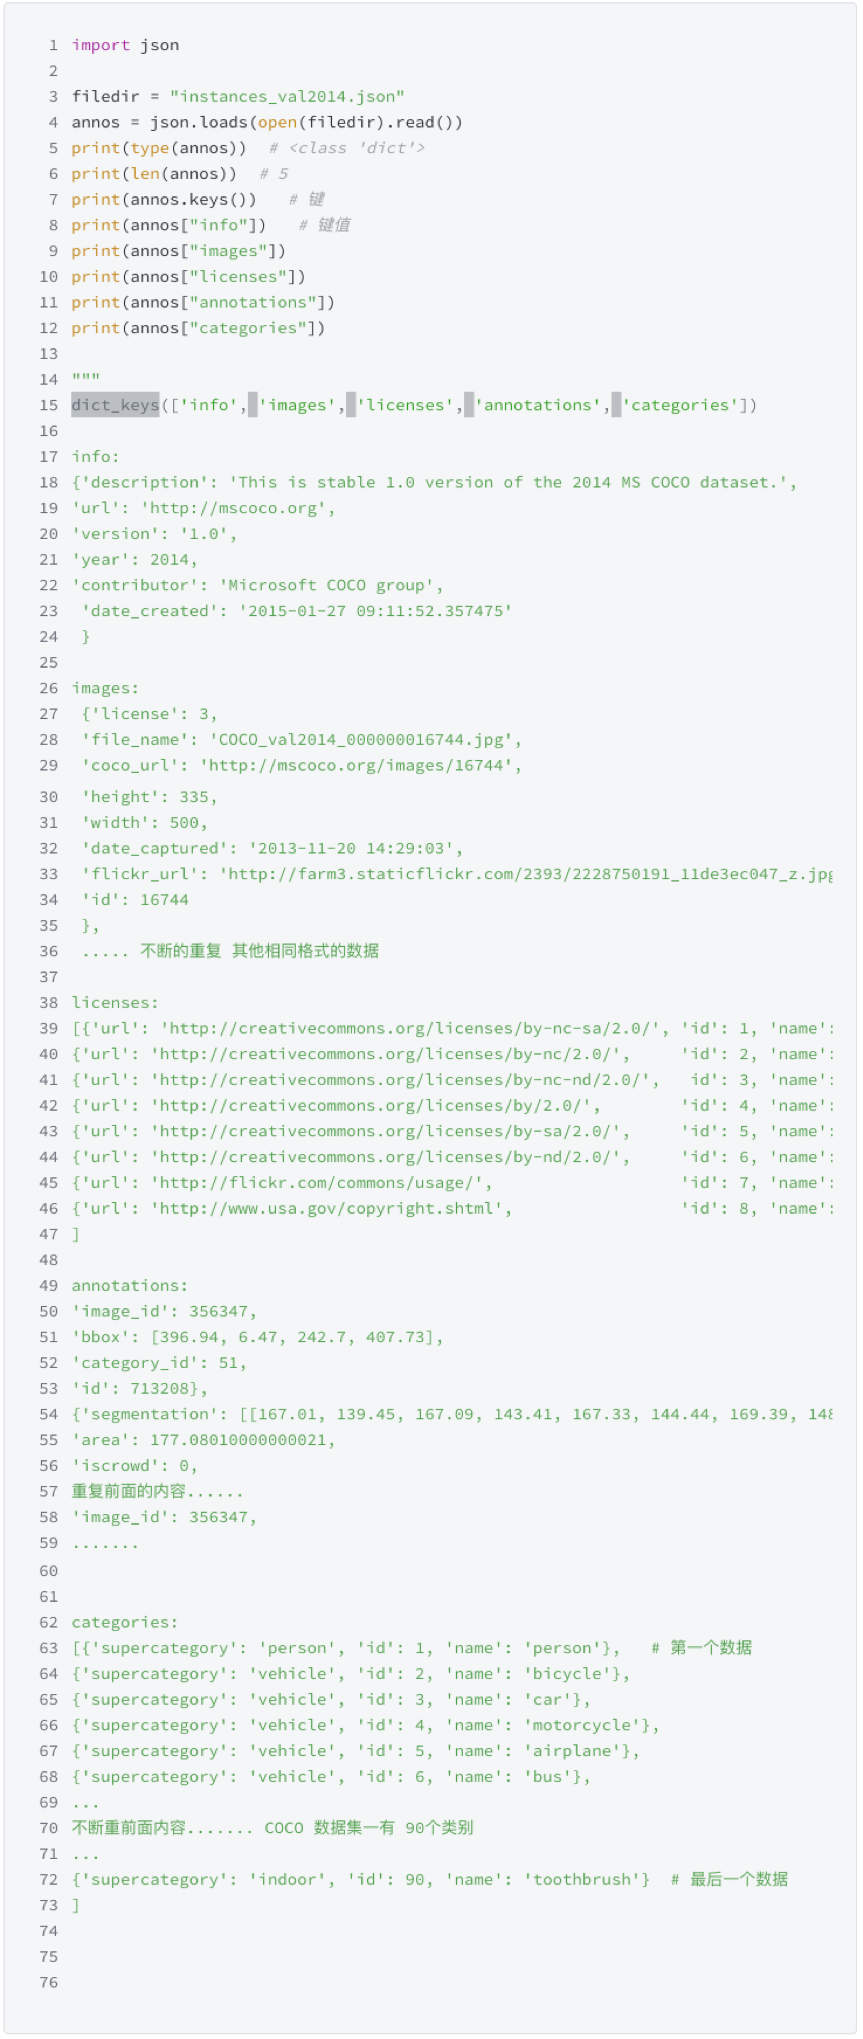 1 import json
2
3 filedir = "instances_val2014.json"
4 annos = json.loads(open(filedir).read())
5 print(type(annos))  # <class 'dict'>
6 print(len(annos))  # 5
7 print(annos.keys())   # 键
8 print(annos["info"])   # 键值
9 print(annos["images"])
10 print(annos["licenses"])
11 print(annos["annotations"])
12 print(annos["categories"])
13
14 """
15 dict_keys(['info', 'images', 'licenses', 'annotations', 'categories'])
16
17 info:
18 {'description': 'This is stable 1.0 version of the 2014 MS COCO dataset.',
19 'url': 'http://mscoco.org',
20 'version': '1.0',
21 'year': 2014,
22 'contributor': 'Microsoft COCO group',
23  'date_created': '2015-01-27 09:11:52.357475'
24  }
25
26 images:
27  {'license': 3,
28  'file_name': 'COCO_val2014_000000016744.jpg',
29  'coco_url': 'http://mscoco.org/images/16744',
30  'height': 335,
31  'width': 500,
32  'date_captured': '2013-11-20 14:29:03',
33  'flickr_url': 'http://farm3.staticflickr.com/2393/2228750191_11de3ec047_z.jpg
34  'id': 16744
35  },
36  ..... 不断的重复 其他相同格式的数据
37
38 licenses:
39 [{'url': 'http://creativecommons.org/licenses/by-nc-sa/2.0/', 'id': 1, 'name':
40 {'url': 'http://creativecommons.org/licenses/by-nc/2.0/',     'id': 2, 'name':
41 {'url': 'http://creativecommons.org/licenses/by-nc-nd/2.0/',   id': 3, 'name':
42 {'url': 'http://creativecommons.org/licenses/by/2.0/',        'id': 4, 'name':
43 {'url': 'http://creativecommons.org/licenses/by-sa/2.0/',     'id': 5, 'name':
44 {'url': 'http://creativecommons.org/licenses/by-nd/2.0/',     'id': 6, 'name':
45 {'url': 'http://flickr.com/commons/usage/',                   'id': 7, 'name':
46 {'url': 'http://www.usa.gov/copyright.shtml',                 'id': 8, 'name':
47 ]
48
49 annotations:
50 'image_id': 356347,
51 'bbox': [396.94, 6.47, 242.7, 407.73],
52 'category_id': 51,
53 'id': 713208},
54 {'segmentation': [[167.01, 139.45, 167.09, 143.41, 167.33, 144.44, 169.39, 148
55 'area': 177.08010000000021,
56 'iscrowd': 0,
57 重复前面的内容......
58 'image_id': 356347,
59 .......
60
61
62 categories:
63 [{'supercategory': 'person', 'id': 1, 'name': 'person'},   # 第一个数据
64 {'supercategory': 'vehicle', 'id': 2, 'name': 'bicycle'},
65 {'supercategory': 'vehicle', 'id': 3, 'name': 'car'},
66 {'supercategory': 'vehicle', 'id': 4, 'name': 'motorcycle'},
67 {'supercategory': 'vehicle', 'id': 5, 'name': 'airplane'},
68 {'supercategory': 'vehicle', 'id': 6, 'name': 'bus'},
69 ...
70 不断重前面内容....... COCO 数据集一有 90个类别
71 ...
72 {'supercategory': 'indoor', 'id': 90, 'name': 'toothbrush'}  # 最后一个数据
73 ]
74
75
76